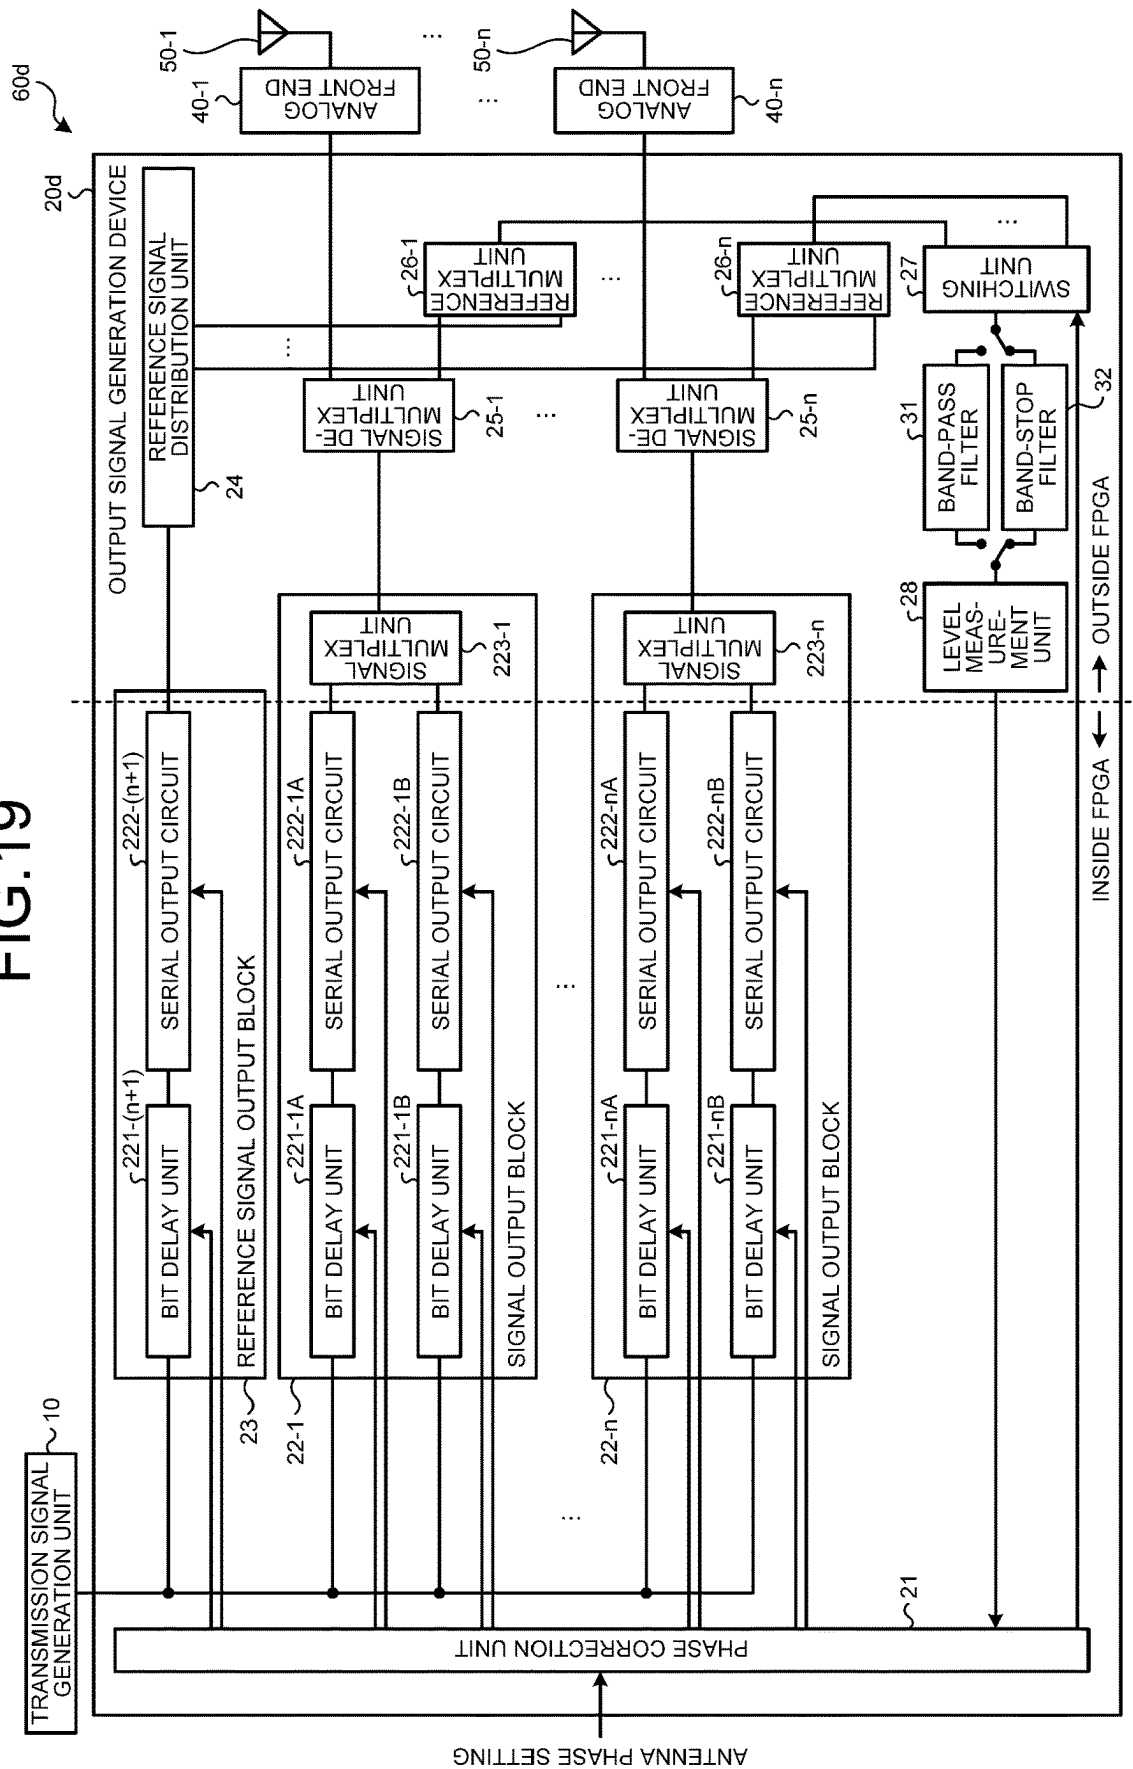 FIG.19
60d
TRANSMISSION SIGNAL
GENERATION UNIT
10
20d
OUTPUT SIGNAL GENERATION DEVICE
ANTENNA PHASE SETTING
PHASE CORRECTION UNIT
21
23
REFERENCE SIGNAL OUTPUT BLOCK
BIT DELAY UNIT
221-(n+1)
SERIAL OUTPUT CIRCUIT
222-(n+1)
REFERENCE SIGNAL
DISTRIBUTION UNIT
24
22-1
SIGNAL OUTPUT BLOCK
BIT DELAY UNIT
221-1A
SERIAL OUTPUT CIRCUIT
222-1A
BIT DELAY UNIT
221-1B
SERIAL OUTPUT CIRCUIT
222-1B
SIGNAL
MULTIPLEX
UNIT
223-1
SIGNAL DE-
MULTIPLEX
UNIT
25-1
REFERENCE
MULTIPLEX
UNIT
26-1
ANALOG
FRONT END
40-1
50-1
...
...
...
...
...
...
...
...
22-n
SIGNAL OUTPUT BLOCK
BIT DELAY UNIT
221-nA
SERIAL OUTPUT CIRCUIT
222-nA
BIT DELAY UNIT
221-nB
SERIAL OUTPUT CIRCUIT
222-nB
SIGNAL
MULTIPLEX
UNIT
223-n
SIGNAL DE-
MULTIPLEX
UNIT
25-n
REFERENCE
MULTIPLEX
UNIT
26-n
ANALOG
FRONT END
40-n
50-n
LEVEL
MEAS-
URE-
MENT
UNIT
28
BAND-PASS
FILTER
31
BAND-STOP
FILTER
32
SWITCHING
UNIT
27
INSIDE FPGA
OUTSIDE FPGA